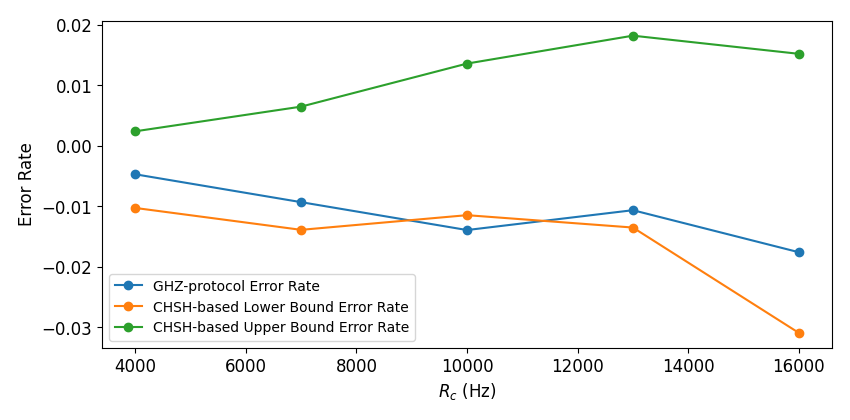 0.02
0.01
0.00
−0.01
−0.02
−0.03
Error Rate
GHZ-protocol Error Rate
CHSH-based Lower Bound Error Rate
CHSH-based Upper Bound Error Rate
4000 6000 8000 10000 12000 14000 16000
R_c (Hz)